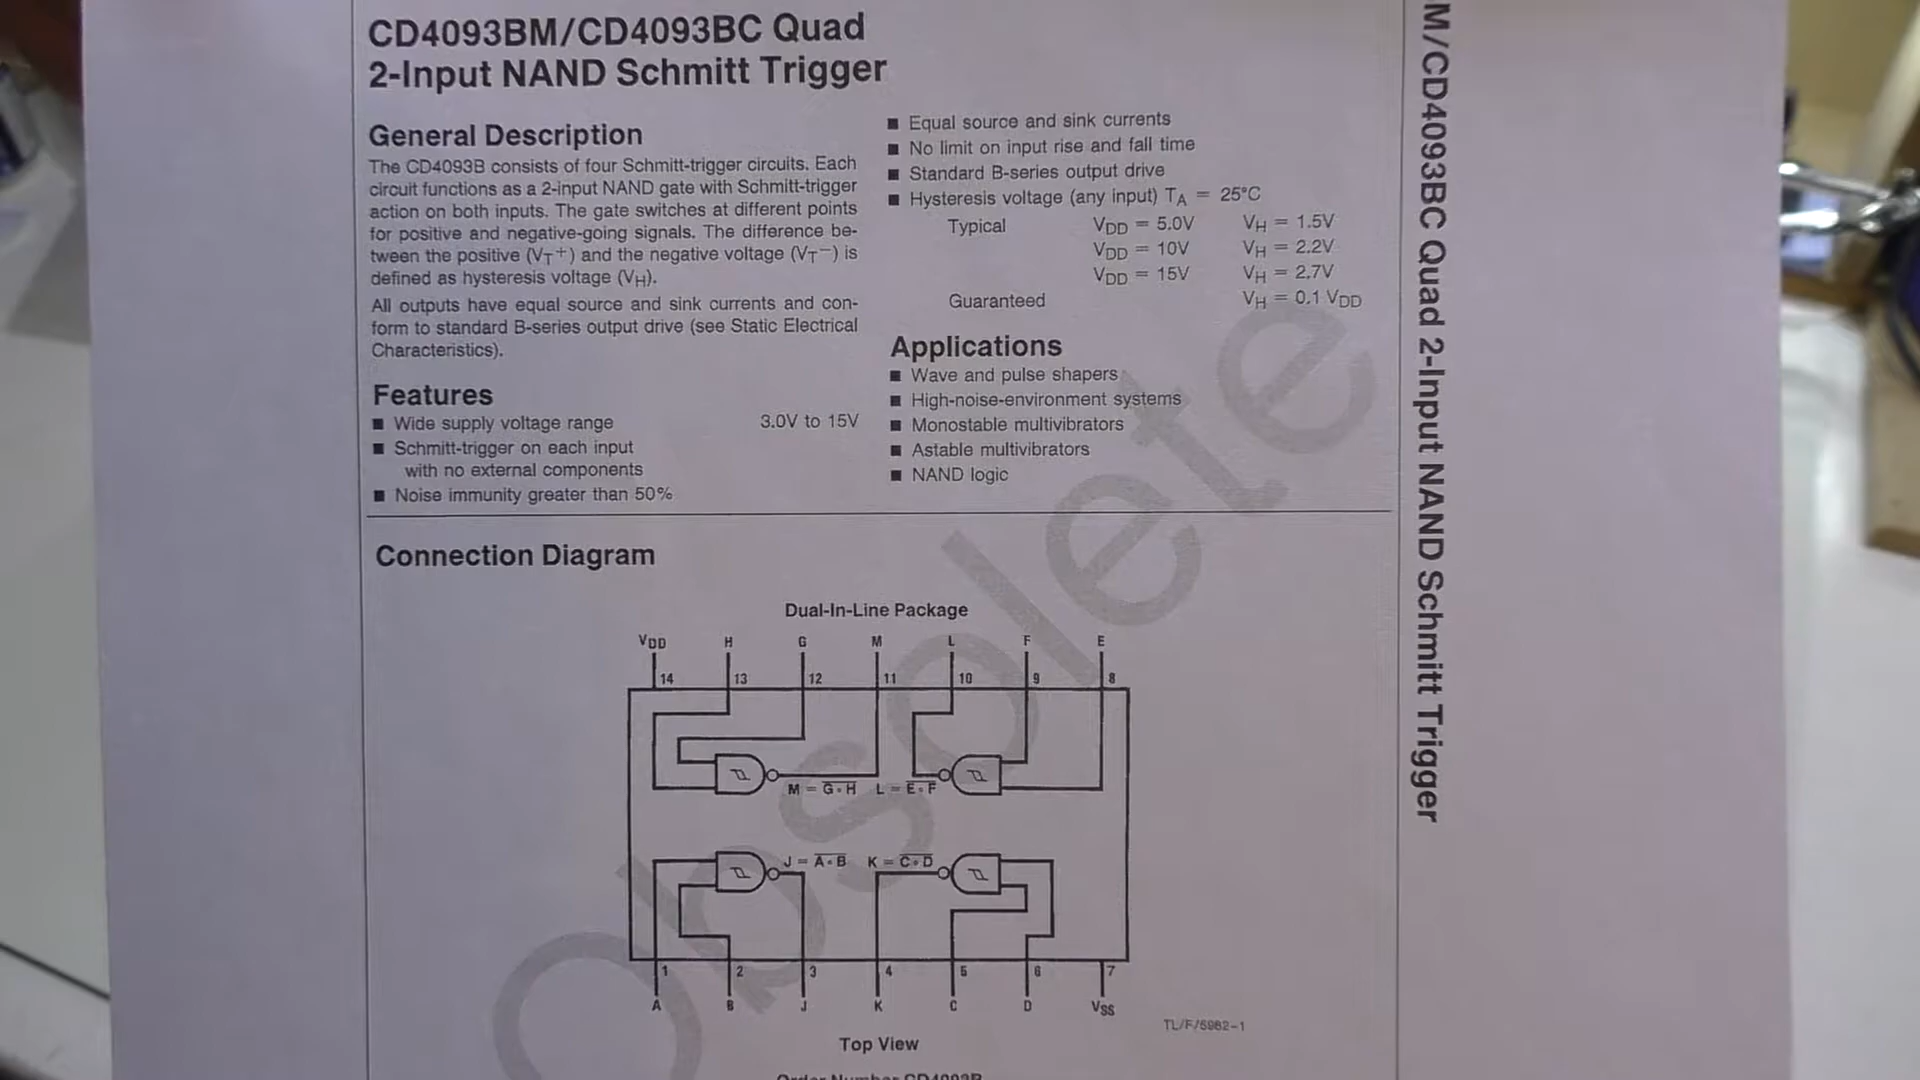 CD4093BM/CD4093BC Quad
2-Input NAND Schmitt Trigger
General Description
The CD4093B consists of four Schmitt-trigger circuits. Each
circuit functions as a 2-input NAND gate with Schmitt-trigger
action on both inputs. The gate switches at different points
for positive and negative-going signals. The difference be-
tween the positive (VT+) and the negative voltage (VT−) is
defined as hysteresis voltage (VH).
All outputs have equal source and sink currents and con-
form to standard B-series output drive (see Static Electrical
Characteristics).
Features
■ Wide supply voltage range 3.0V to 15V
■ Schmitt-trigger on each input
with no external components
■ Noise immunity greater than 50%
■ Equal source and sink currents
■ No limit on input rise and fall time
■ Standard B-series output drive
■ Hysteresis voltage (any input) TA = 25°C
Typical VDD = 5.0V VH = 1.5V
VDD = 10V VH = 2.2V
VDD = 15V VH = 2.7V
Guaranteed VH = 0.1 VDD
Applications
■ Wave and pulse shapers
■ High-noise-environment systems
■ Monostable multivibrators
■ Astable multivibrators
■ NAND logic
Connection Diagram
Dual-In-Line Package
VDD H G M L F E
14 13 12 11 10 9 8
M = G̅•̅H̅ L = E̅•̅F̅
J = A̅•̅B̅ K = C̅•̅D̅
1 2 3 4 5 6 7
A B J K C D VSS
TL/F/5982-1
Top View
Order Number CD4093B
Obsolete
M/CD4093BC Quad 2-Input NAND Schmitt Trigger